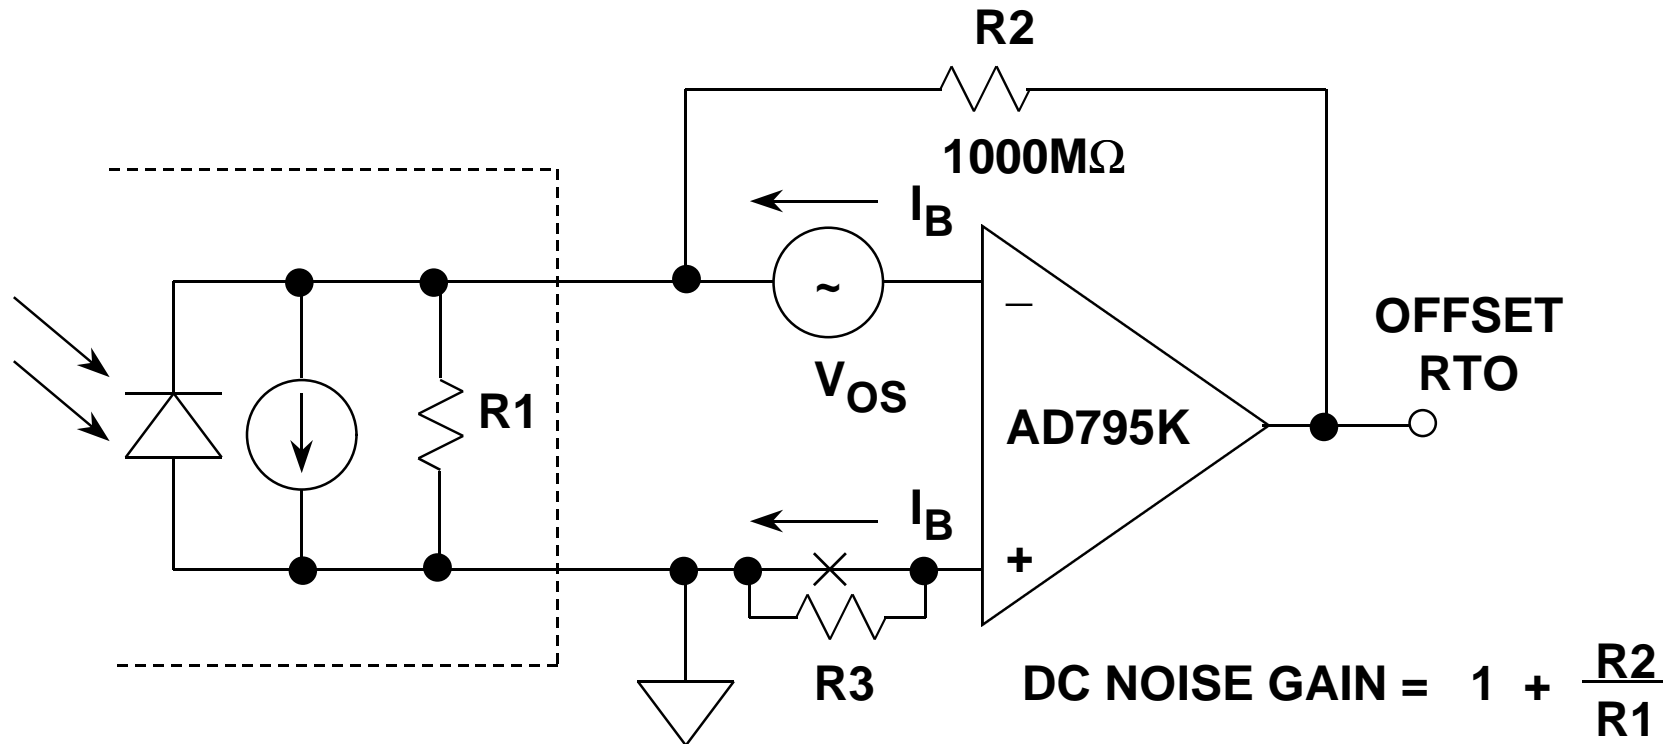 R2
1000MΩ
I_B
~
–
V_OS
R1
AD795K
OFFSET
RTO
I_B
+
R3
DC NOISE GAIN = 1 + R2
R1